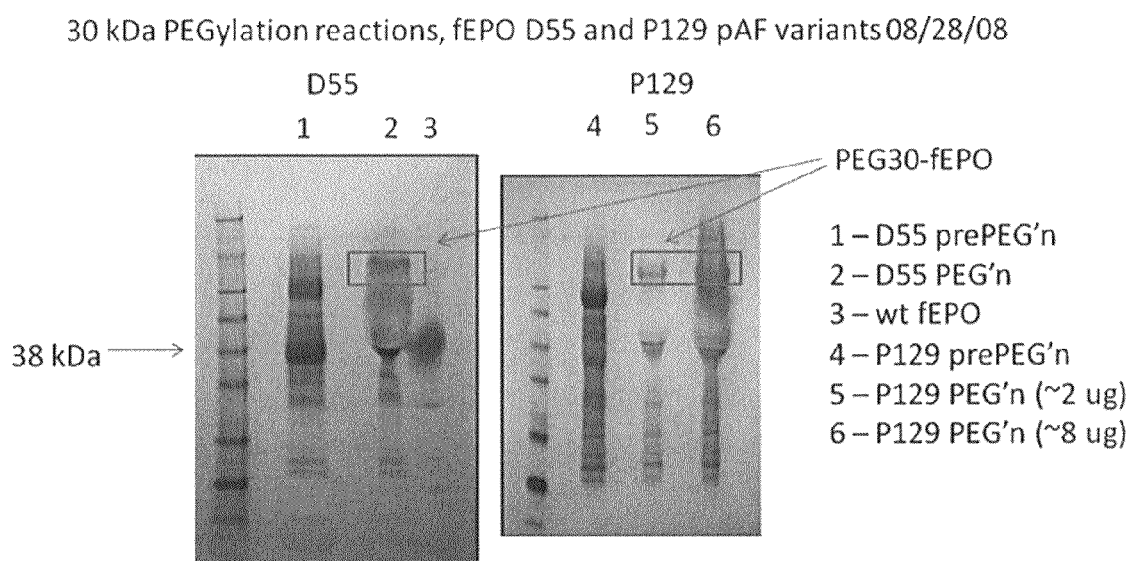 30 kDa PEGylation reactions, fEPO D55 and P129 pAF variants 08/28/08
D55
P129
1 2 3
4 5 6
PEG30-fEPO
38 kDa
1 – D55 prePEG'n
2 – D55 PEG'n
3 – wt fEPO
4 – P129 prePEG'n
5 – P129 PEG'n (~2 ug)
6 – P129 PEG'n (~8 ug)